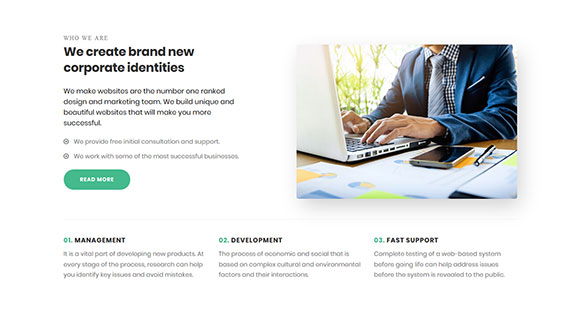 WHO WE ARE
We create brand new
corporate identities
We make websites are the number one ranked
design and marketing team. We build unique and
beautiful websites that will make you more
successful.
We provide free initial consultation and support.
We work with some of the most successful businesses.
READ MORE
01. MANAGEMENT
It is a vital part of developing new products. At
every stage of the process, research can help
you identify key issues and avoid mistakes.
02. DEVELOPMENT
The process of economic and social that is
based on complex cultural and environmental
factors and their interactions.
03. FAST SUPPORT
Complete testing of a web-based system
before going life can help address issues
before the system is revealed to the public.